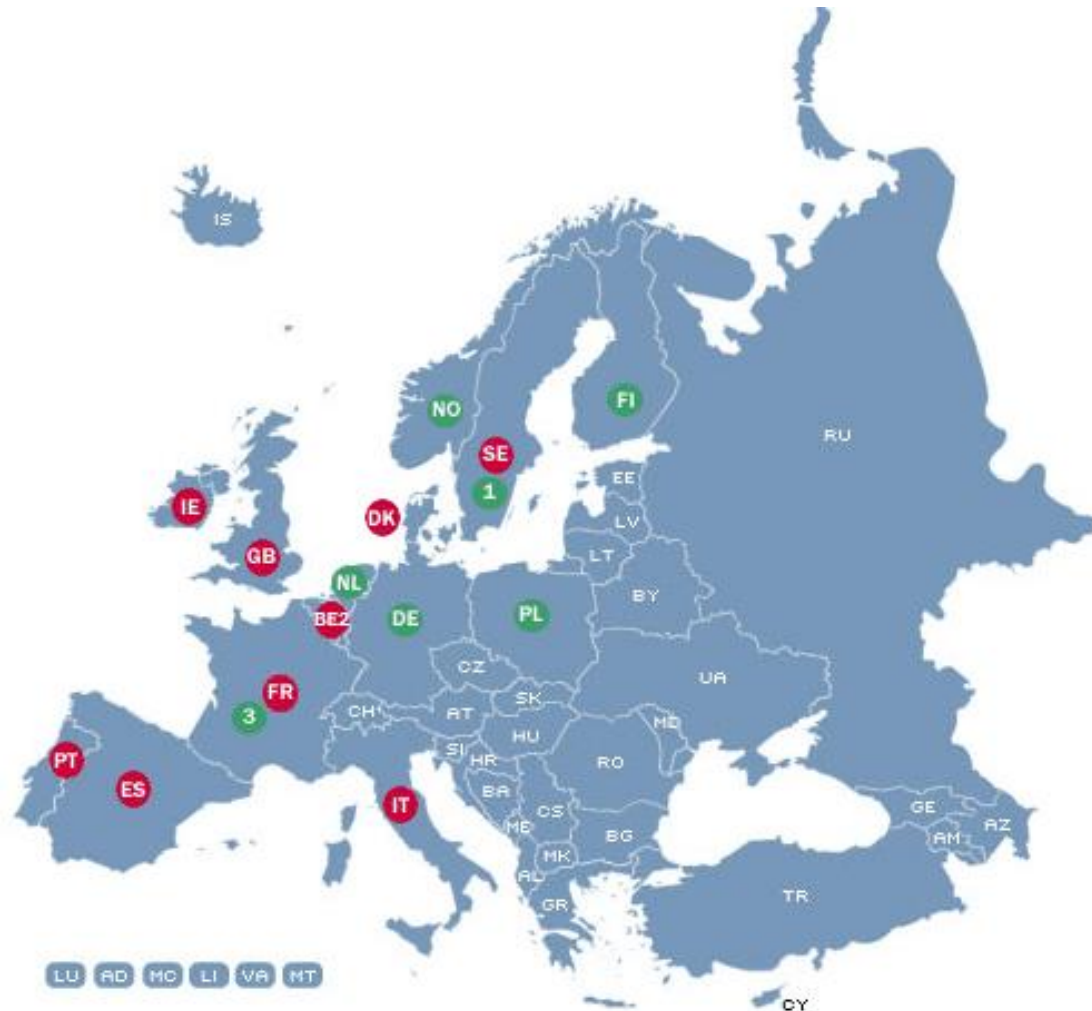 IS
NO
FI
RU
SE
EE
1
IE
DK
LV
GB
LT
NL
BY
BE2
DE
PL
CZ
UA
FR
SK
3
CH
AT
MD
HU
SI
HR
RO
PT
ES
IT
BA
CS
GE
ME
BG
AZ
AM
MK
AL
TR
GR
LU AD MC LI VA MT
CY